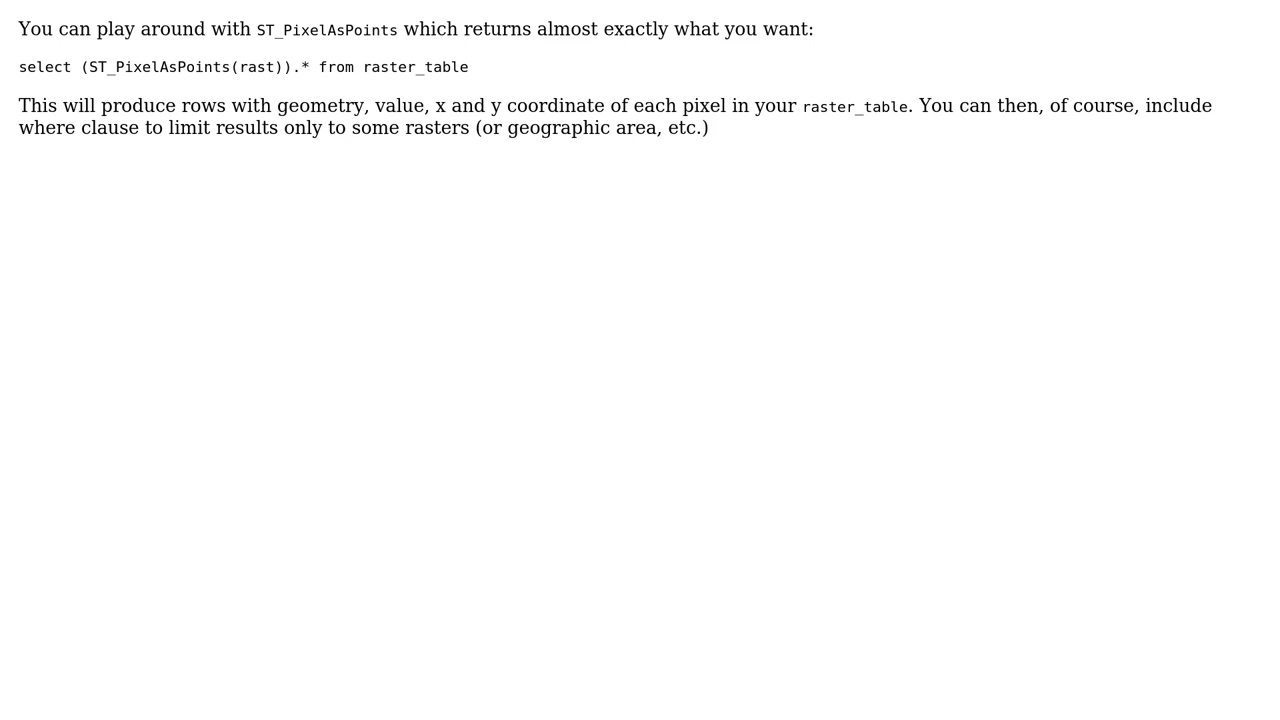 You can play around with ST_PixelAsPoints which returns almost exactly what you want:
select (ST_PixelAsPoints(rast)).* from raster_table
This will produce rows with geometry, value, x and y coordinate of each pixel in your raster_table. You can then, of course, include
where clause to limit results only to some rasters (or geographic area, etc.)